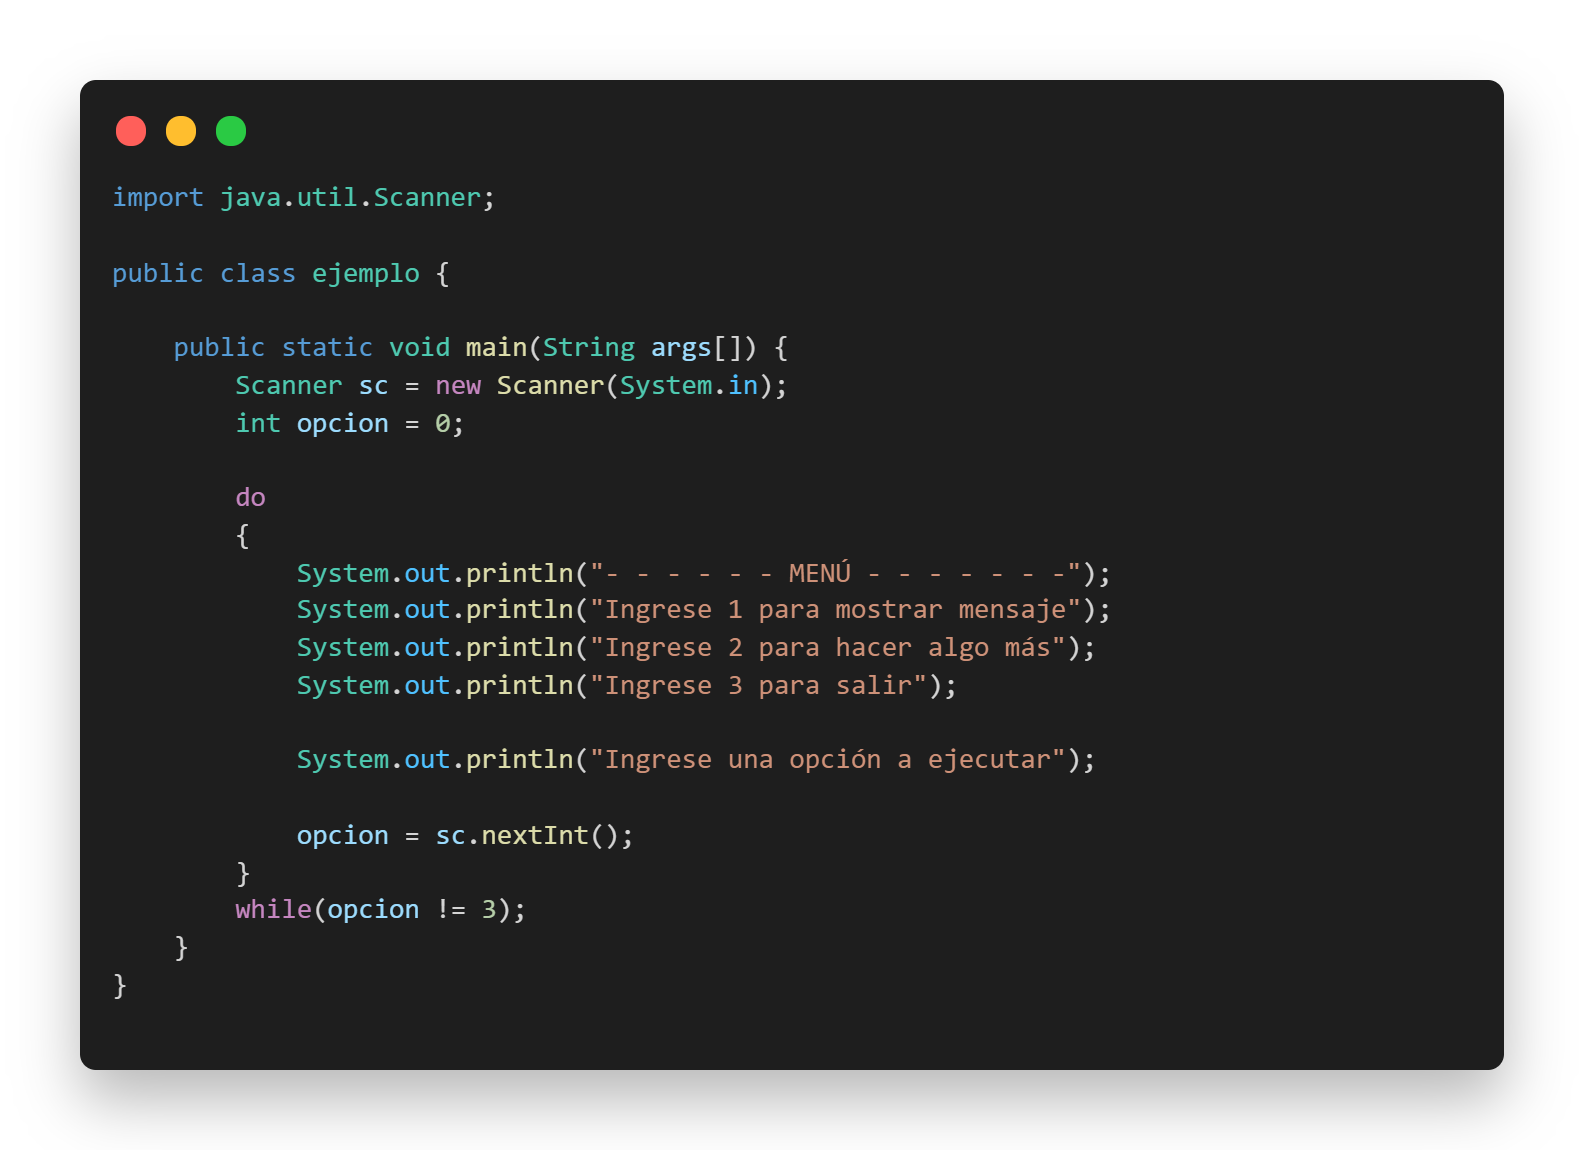 import java.util.Scanner;
public class ejemplo {
public static void main(String args[]) {
Scanner sc = new Scanner(System.in);
int opcion = 0;
do
{
System.out.println("- - - - - - MENÚ - - - - - - -");
System.out.println("Ingrese 1 para mostrar mensaje");
System.out.println("Ingrese 2 para hacer algo más");
System.out.println("Ingrese 3 para salir");
System.out.println("Ingrese una opción a ejecutar");
opcion = sc.nextInt();
}
while(opcion != 3);
}
}